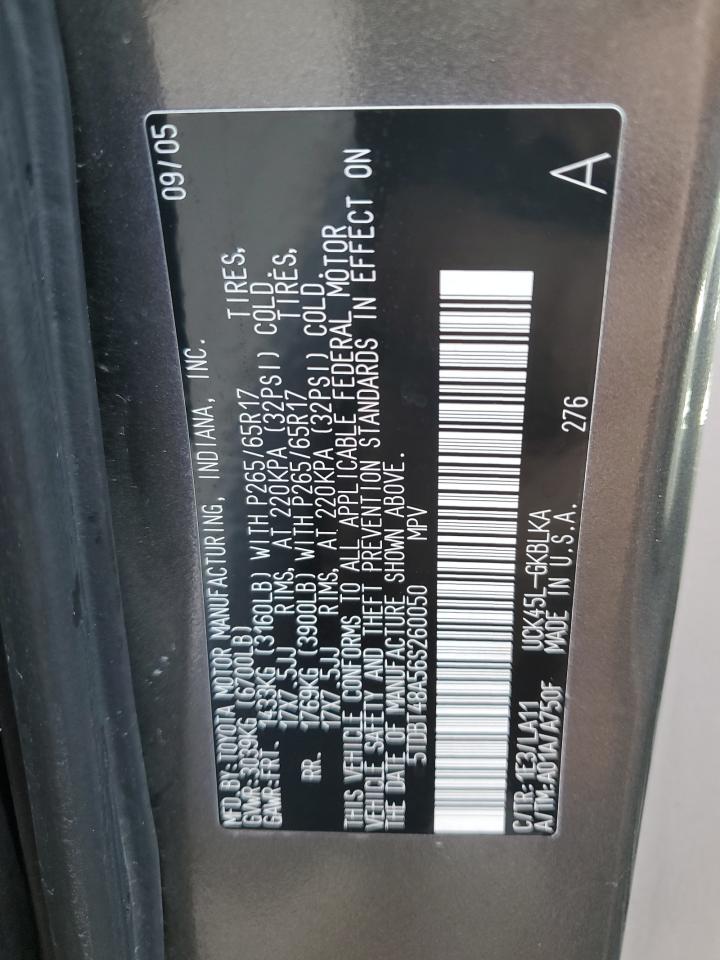 MFD.BY:TOYOTA MOTOR MANUFACTURING, INDIANA, INC. 09/05
GVWR:3039KG (6700LB)
GAWR:FRT. 1433KG (3160LB) WITH P265/65R17 TIRES,
17X7.5JJ RIMS, AT 220KPA (32PSI) COLD.
RR. 1769KG (3900LB) WITH P265/65R17 TIRES,
17X7.5JJ RIMS, AT 220KPA (32PSI) COLD.
THIS VEHICLE CONFORMS TO ALL APPLICABLE FEDERAL MOTOR
VEHICLE SAFETY AND THEFT PREVENTION STANDARDS IN EFFECT ON
THE DATE OF MANUFACTURE SHOWN ABOVE.
5TDBT48A56S260050 MPV
C/TR:1E3/LA11 UCK45L-GKBLKA 276
A/TM:A01A/A750F MADE IN U.S.A.
A